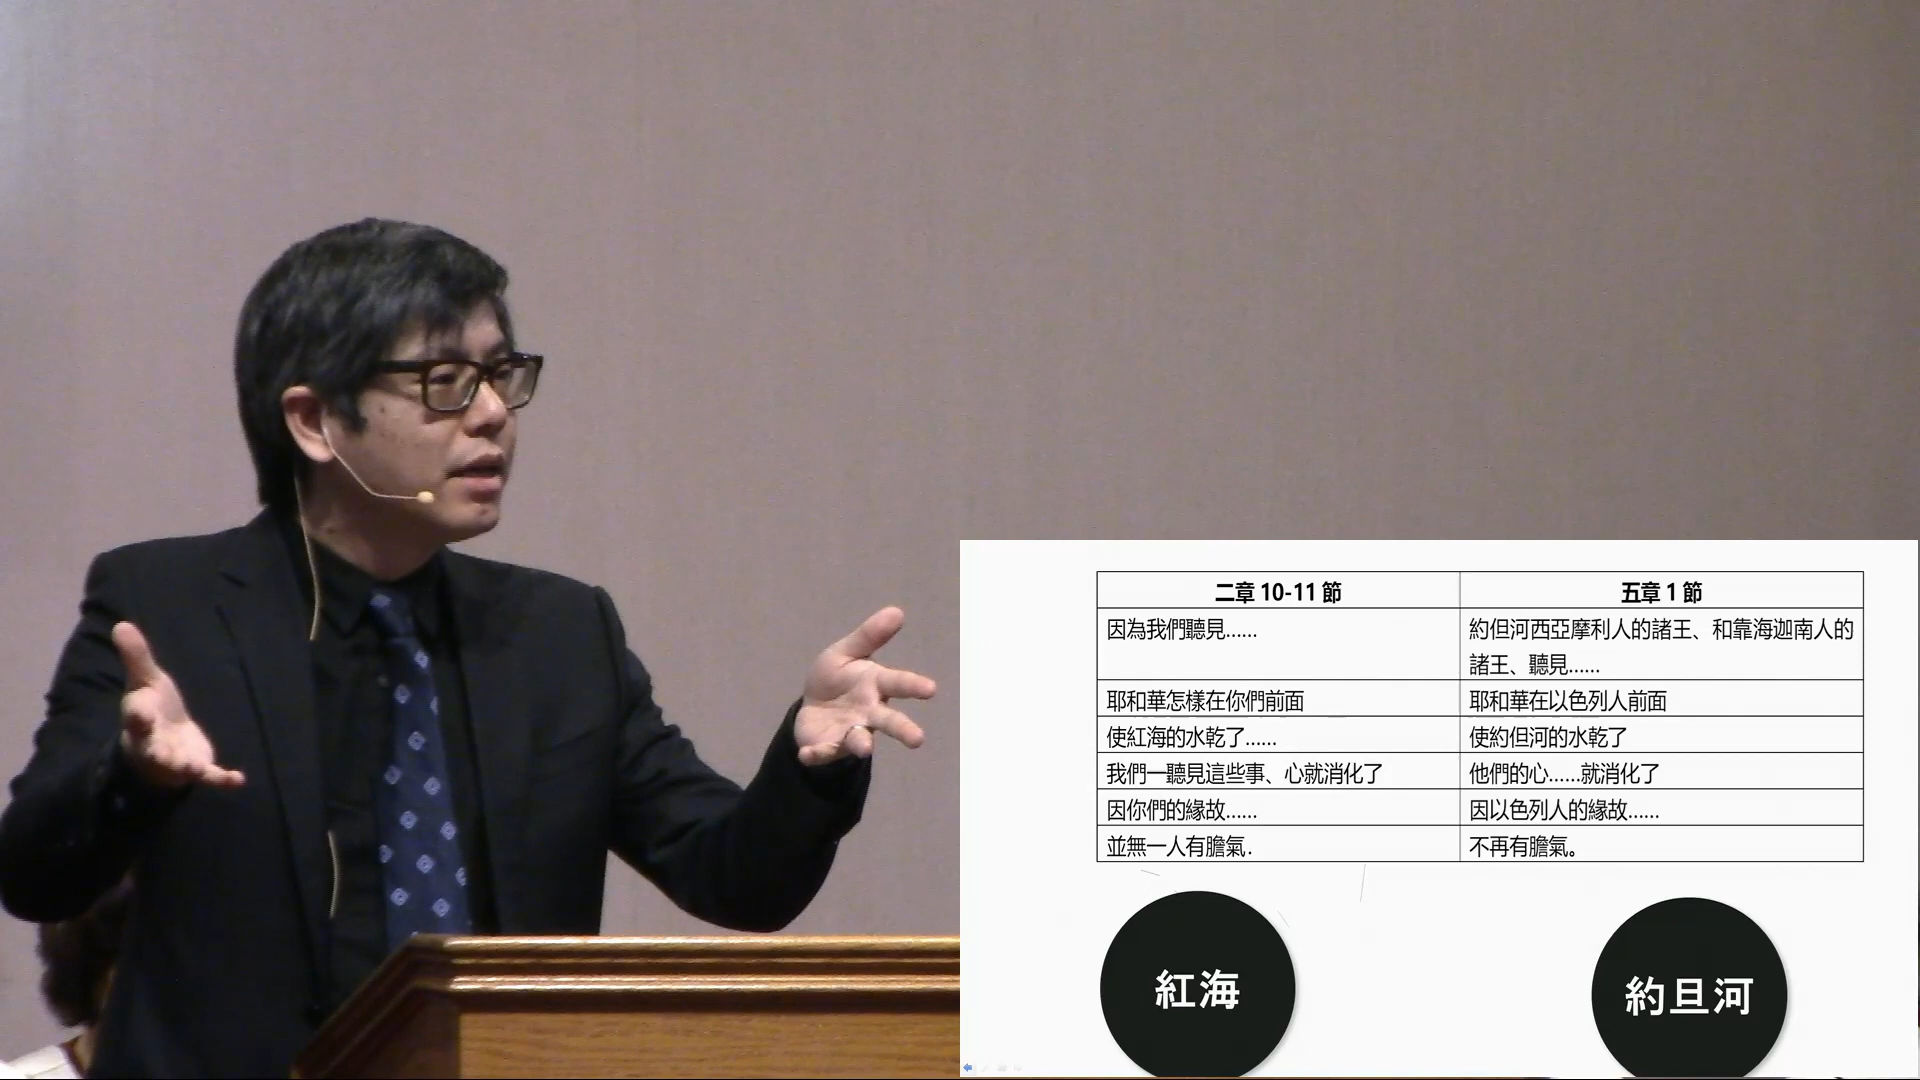 二章 10-11 節
五章 1 節
因為我們聽見……
約但河西亞摩利人的諸王、和靠海迦南人的
諸王、聽見……
耶和華怎樣在你們前面
耶和華在以色列人前面
使紅海的水乾了……
使約但河的水乾了
我們一聽見這些事、心就消化了
他們的心……就消化了
因你們的緣故……
因以色列人的緣故……
並無一人有膽氣.
不再有膽氣。
紅海
約旦河